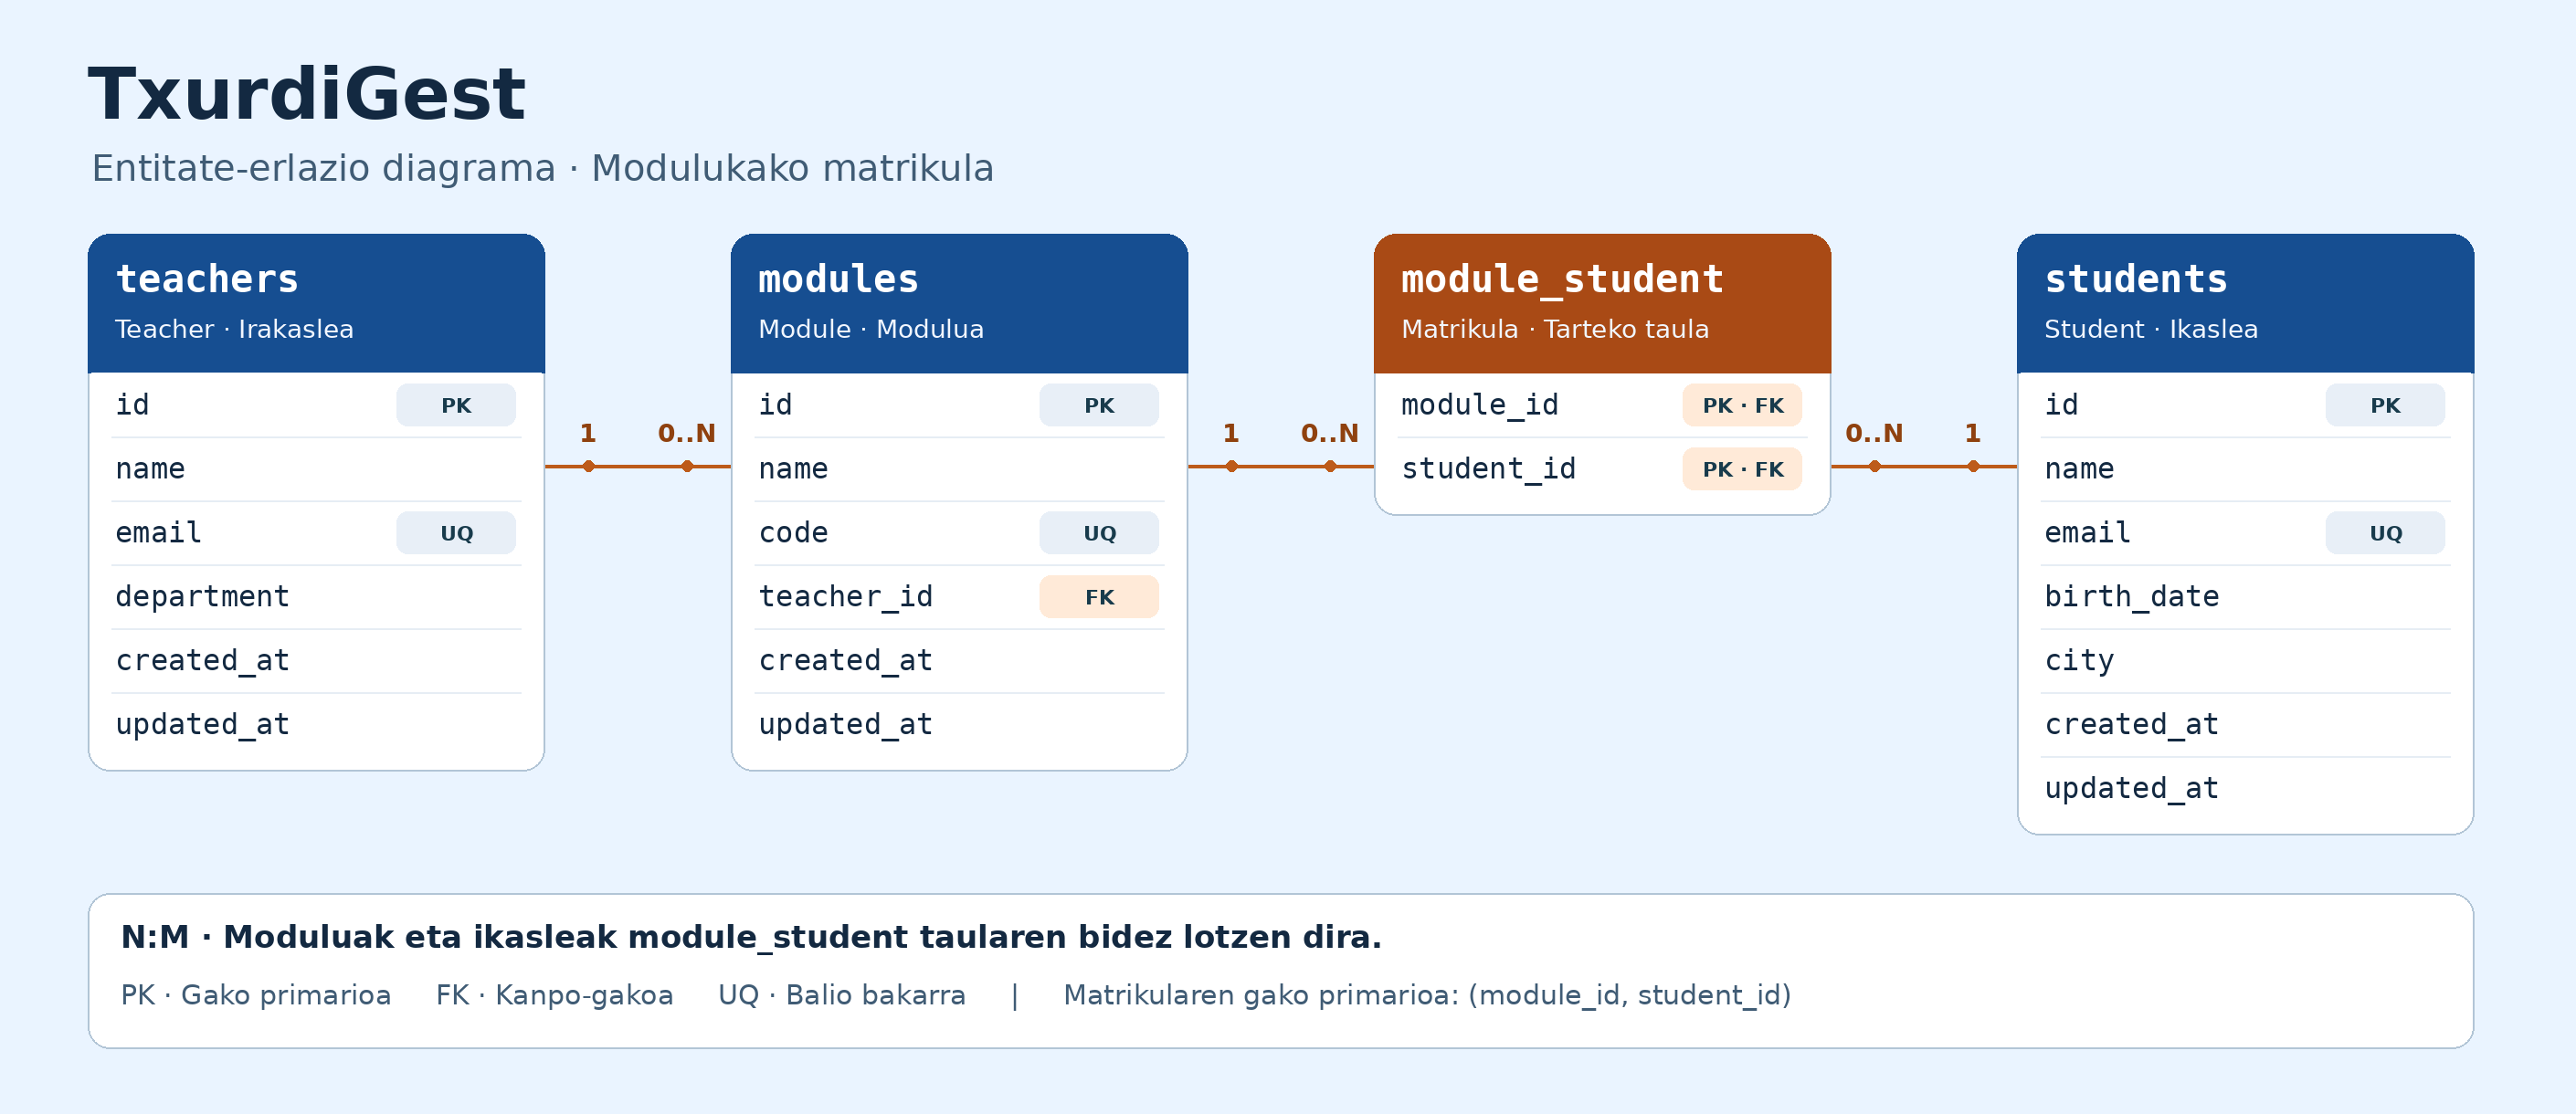 TxurdiGest
Entitate-erlazio diagrama · Modulukako matrikula
teachers
Teacher · Irakaslea
id PK
name
email UQ
department
created_at
updated_at
1 0..N
modules
Module · Modulua
id PK
name
code UQ
teacher_id FK
created_at
updated_at
1 0..N
module_student
Matrikula · Tarteko taula
module_id PK · FK
student_id PK · FK
0..N 1
students
Student · Ikaslea
id PK
name
email UQ
birth_date
city
created_at
updated_at
N:M · Moduluak eta ikasleak module_student taularen bidez lotzen dira.
PK · Gako primarioa FK · Kanpo-gakoa UQ · Balio bakarra | Matrikularen gako primarioa: (module_id, student_id)